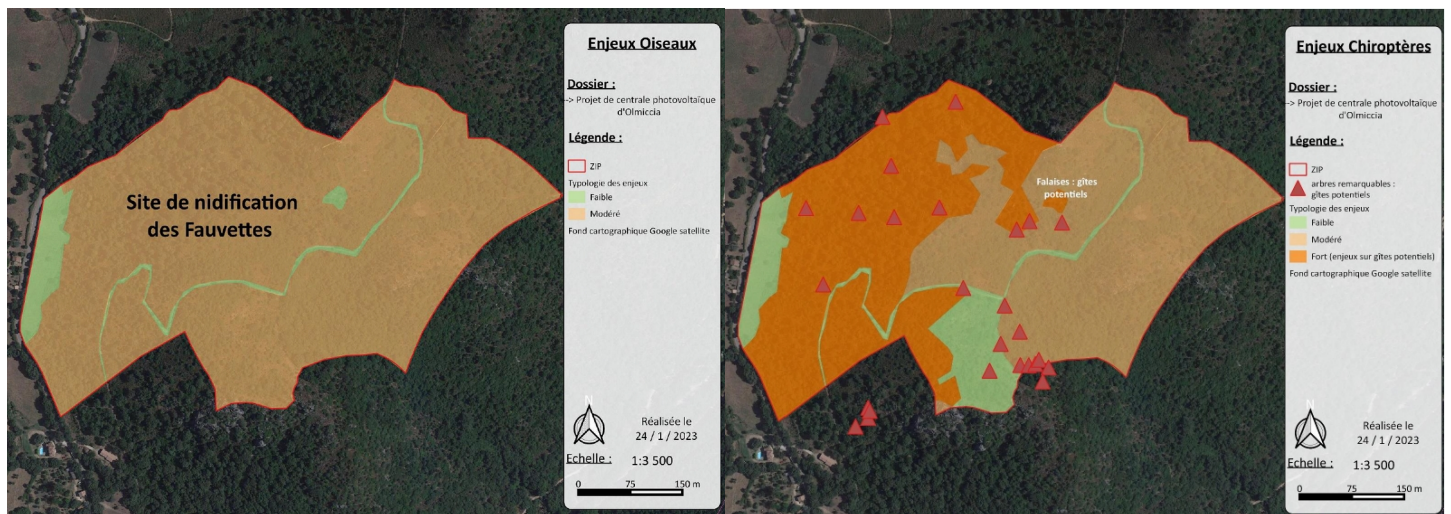 Enjeux Oiseaux
Dossier :
--> Projet de centrale photovoltaïque
d'Olmiccia
Légende :
ZIP
Typologie des enjeux
Faible
Modéré
Fond cartographique Google satellite
Site de nidification
des Fauvettes
N
Réalisée le
24 / 1 / 2023
Echelle :
1:3 500
0 75 150 m
Enjeux Chiroptères
Dossier :
--> Projet de centrale photovoltaïque
d'Olmiccia
Légende :
ZIP
arbres remarquables :
gîtes potentiels
Typologie des enjeux
Faible
Modéré
Fort (enjeux sur gîtes potentiels)
Fond cartographique Google satellite
Falaises : gîtes
potentiels
N
Réalisée le
24 / 1 / 2023
Echelle :
1:3 500
0 75 150 m